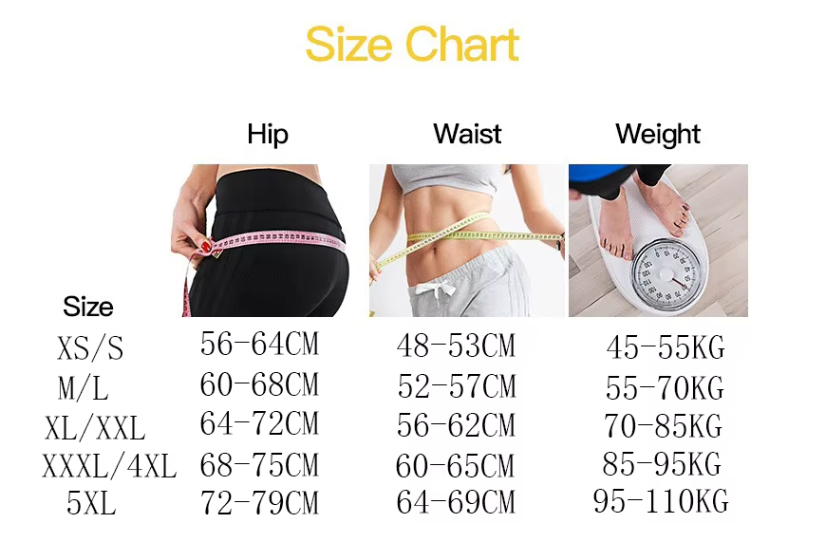 Size Chart
Hip Waist Weight
Size
XS/S 56-64CM 48-53CM 45-55KG
M/L 60-68CM 52-57CM 55-70KG
XL/XXL 64-72CM 56-62CM 70-85KG
XXXL/4XL 68-75CM 60-65CM 85-95KG
5XL 72-79CM 64-69CM 95-110KG